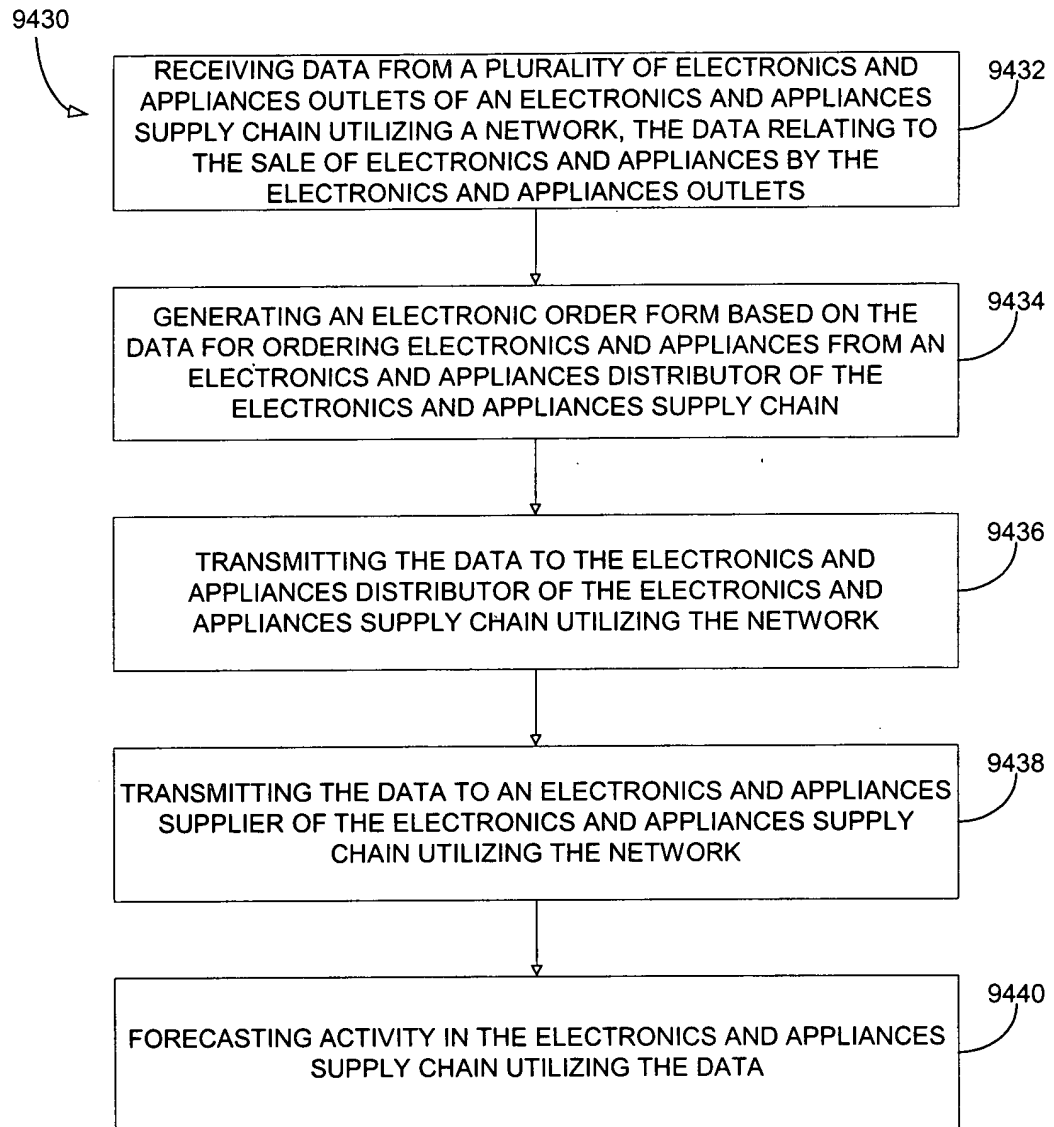 9430
RECEIVING DATA FROM A PLURALITY OF ELECTRONICS AND
APPLIANCES OUTLETS OF AN ELECTRONICS AND APPLIANCES
SUPPLY CHAIN UTILIZING A NETWORK, THE DATA RELATING TO
THE SALE OF ELECTRONICS AND APPLIANCES BY THE
ELECTRONICS AND APPLIANCES OUTLETS
9432
GENERATING AN ELECTRONIC ORDER FORM BASED ON THE
DATA FOR ORDERING ELECTRONICS AND APPLIANCES FROM AN
ELECTRONICS AND APPLIANCES DISTRIBUTOR OF THE
ELECTRONICS AND APPLIANCES SUPPLY CHAIN
9434
TRANSMITTING THE DATA TO THE ELECTRONICS AND
APPLIANCES DISTRIBUTOR OF THE ELECTRONICS AND
APPLIANCES SUPPLY CHAIN UTILIZING THE NETWORK
9436
TRANSMITTING THE DATA TO AN ELECTRONICS AND APPLIANCES
SUPPLIER OF THE ELECTRONICS AND APPLIANCES SUPPLY
CHAIN UTILIZING THE NETWORK
9438
FORECASTING ACTIVITY IN THE ELECTRONICS AND APPLIANCES
SUPPLY CHAIN UTILIZING THE DATA
9440